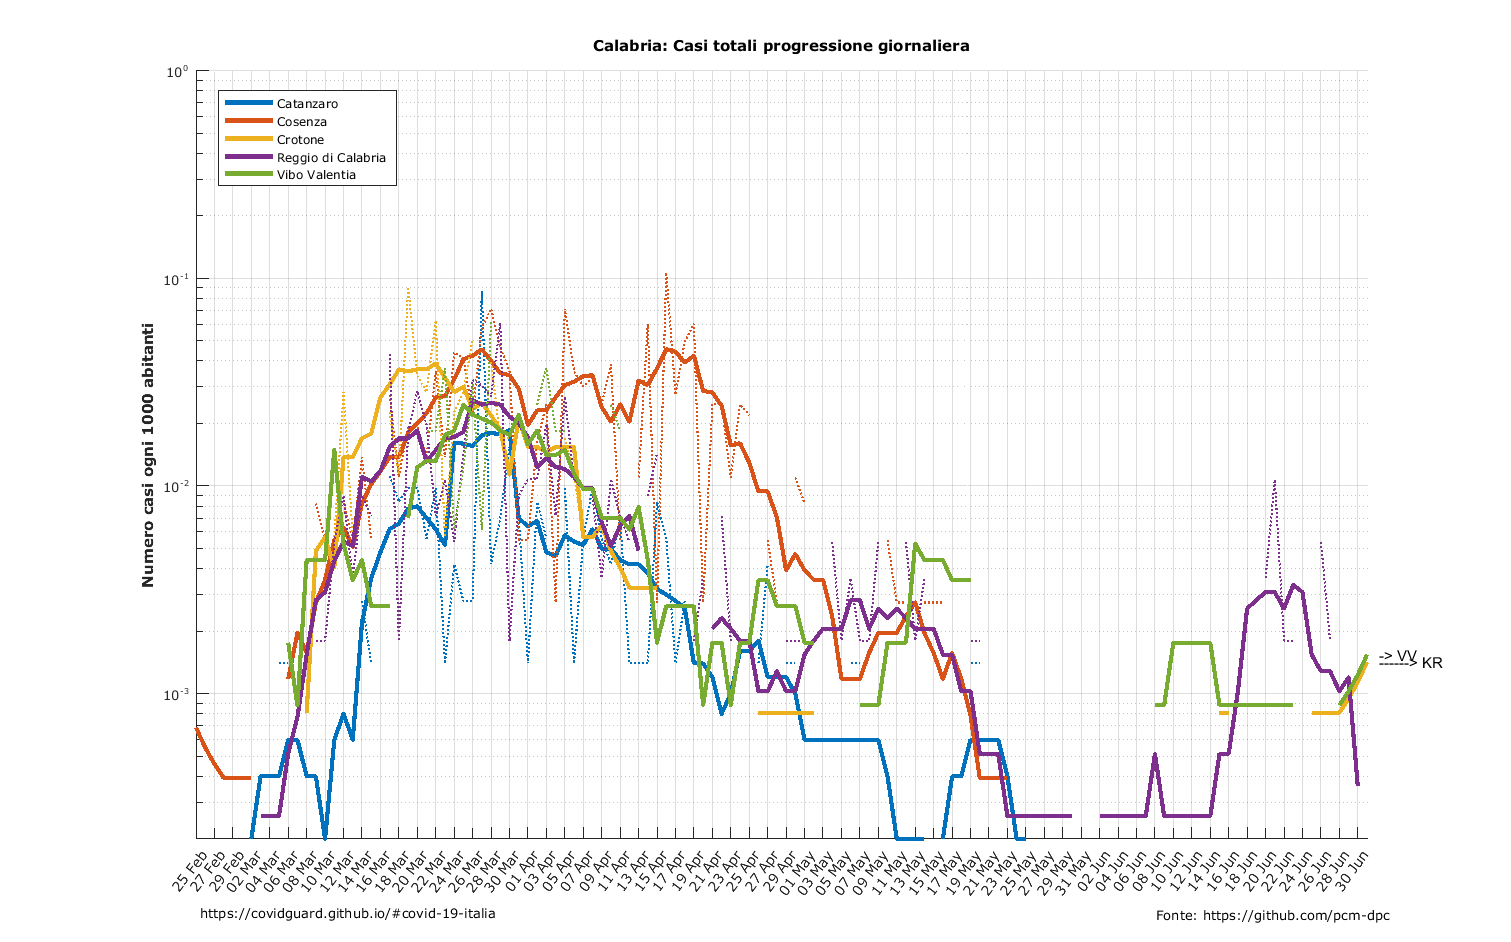 Calabria: Casi totali progressione giornaliera
Numero casi ogni 1000 abitanti
10⁰
10⁻¹
10⁻²
10⁻³
Catanzaro
Cosenza
Crotone
Reggio di Calabria
Vibo Valentia
-> VV
-----> KR
25 Feb
27 Feb
29 Feb
02 Mar
04 Mar
06 Mar
08 Mar
10 Mar
12 Mar
14 Mar
16 Mar
18 Mar
20 Mar
22 Mar
24 Mar
26 Mar
28 Mar
30 Mar
01 Apr
03 Apr
05 Apr
07 Apr
09 Apr
11 Apr
13 Apr
15 Apr
17 Apr
19 Apr
21 Apr
23 Apr
25 Apr
27 Apr
29 Apr
01 May
03 May
05 May
07 May
09 May
11 May
13 May
15 May
17 May
19 May
21 May
23 May
25 May
27 May
29 May
31 May
02 Jun
04 Jun
06 Jun
08 Jun
10 Jun
12 Jun
14 Jun
16 Jun
18 Jun
20 Jun
22 Jun
24 Jun
26 Jun
28 Jun
30 Jun
https://covidguard.github.io/#covid-19-italia
Fonte: https://github.com/pcm-dpc